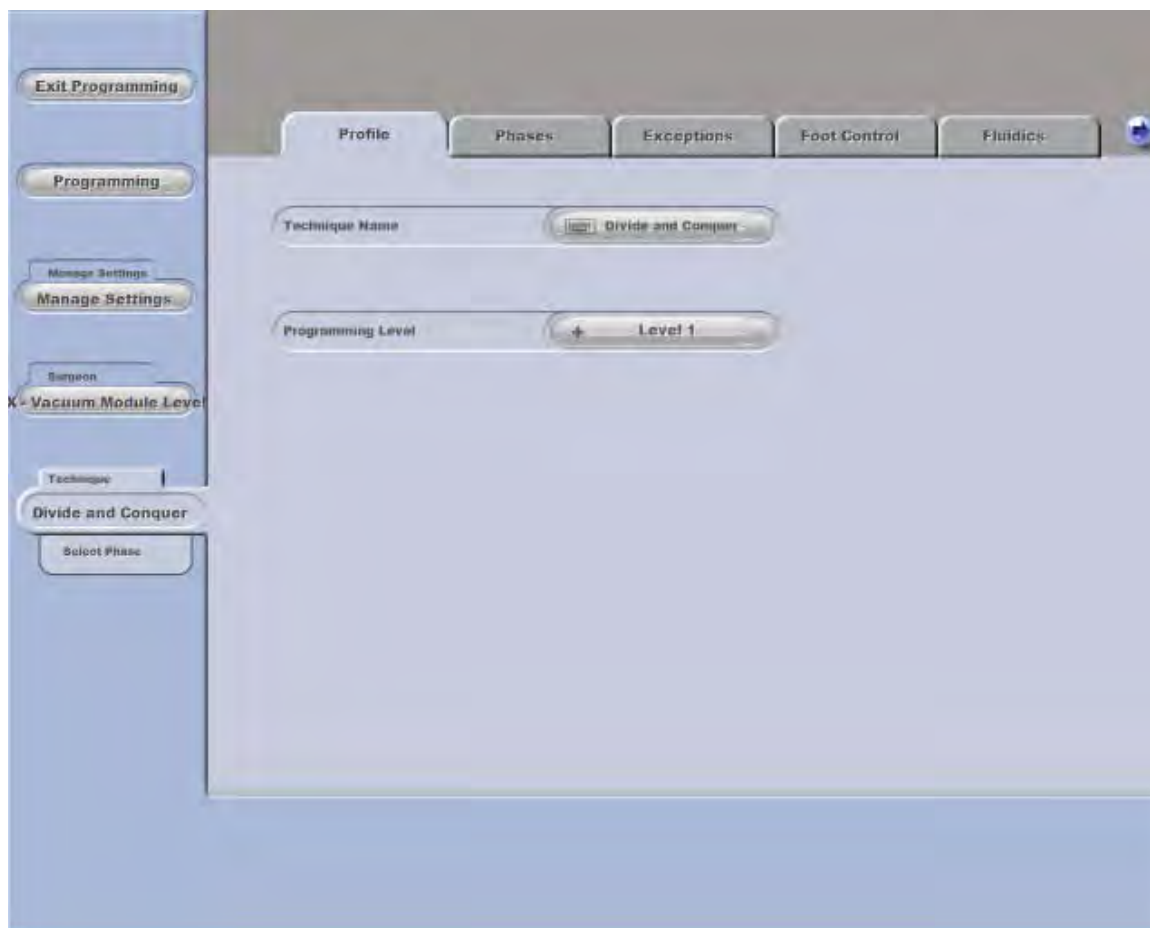 Exit Programming
Profile
Phases
Exceptions
Foot Control
Fluidics
Programming
Technique Name
Divide and Conquer
Manage Settings
Manage Settings
Programming Level
+ Level 1
Surgeon
X - Vacuum Module Level
Technique
Divide and Conquer
Select Phase